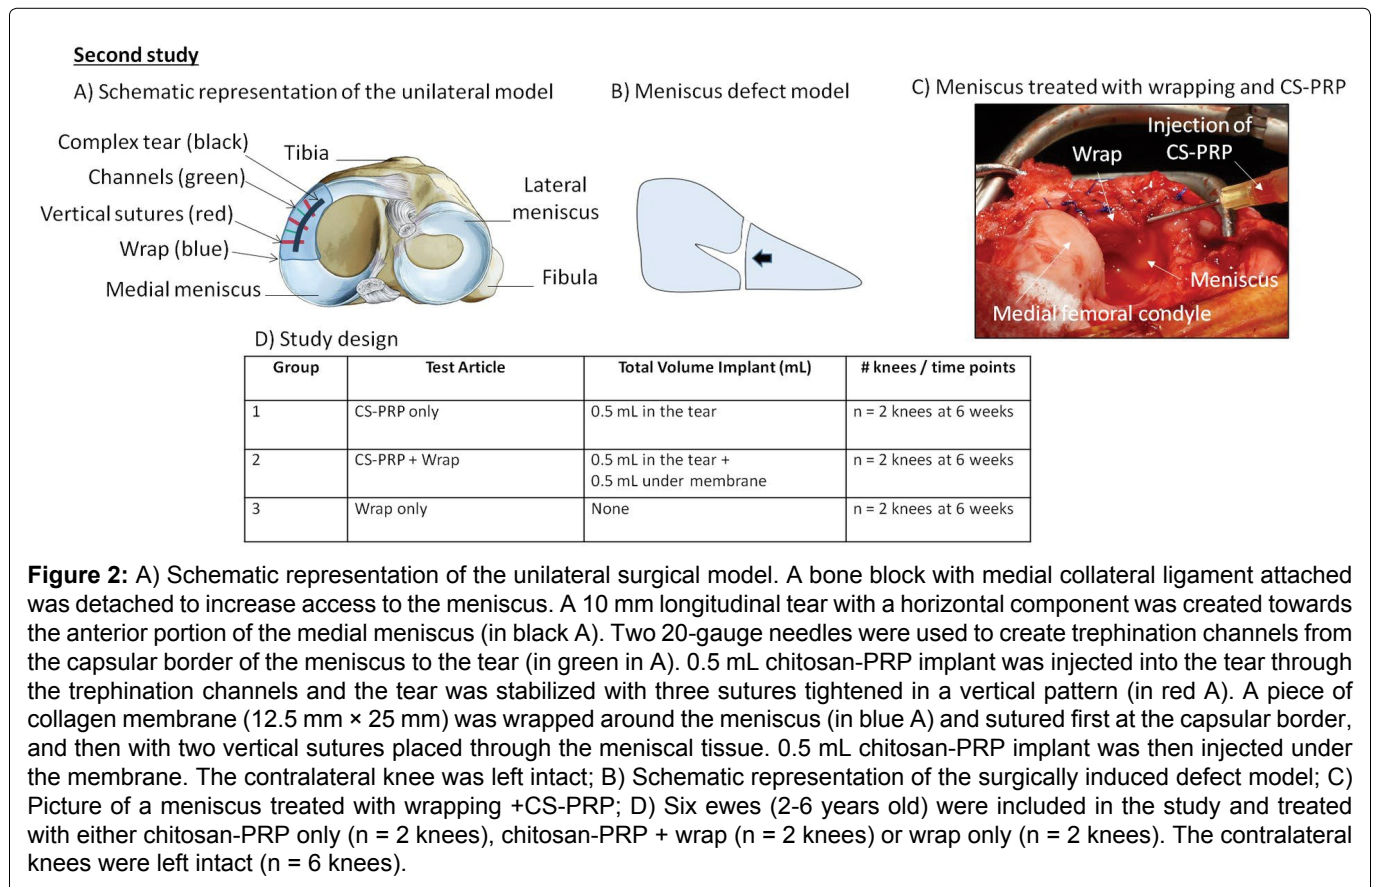 Second study
A) Schematic representation of the unilateral model
B) Meniscus defect model
C) Meniscus treated with wrapping and CS-PRP
Complex tear (black)
Channels (green)
Vertical sutures (red)
Wrap (blue)
Medial meniscus
Tibia
Lateral
meniscus
Fibula
Injection of
CS-PRP
Wrap
Meniscus
Medial femoral condyle
D) Study design
Group Test Article Total Volume Implant (mL) # knees / time points
1 CS-PRP only 0.5 mL in the tear n = 2 knees at 6 weeks
2 CS-PRP + Wrap 0.5 mL in the tear + n = 2 knees at 6 weeks
0.5 mL under membrane
3 Wrap only None n = 2 knees at 6 weeks
Figure 2: A) Schematic representation of the unilateral surgical model. A bone block with medial collateral ligament attached
was detached to increase access to the meniscus. A 10 mm longitudinal tear with a horizontal component was created towards
the anterior portion of the medial meniscus (in black A). Two 20-gauge needles were used to create trephination channels from
the capsular border of the meniscus to the tear (in green in A). 0.5 mL chitosan-PRP implant was injected into the tear through
the trephination channels and the tear was stabilized with three sutures tightened in a vertical pattern (in red A). A piece of
collagen membrane (12.5 mm × 25 mm) was wrapped around the meniscus (in blue A) and sutured first at the capsular border,
and then with two vertical sutures placed through the meniscal tissue. 0.5 mL chitosan-PRP implant was then injected under
the membrane. The contralateral knee was left intact; B) Schematic representation of the surgically induced defect model; C)
Picture of a meniscus treated with wrapping +CS-PRP; D) Six ewes (2-6 years old) were included in the study and treated
with either chitosan-PRP only (n = 2 knees), chitosan-PRP + wrap (n = 2 knees) or wrap only (n = 2 knees). The contralateral
knees were left intact (n = 6 knees).